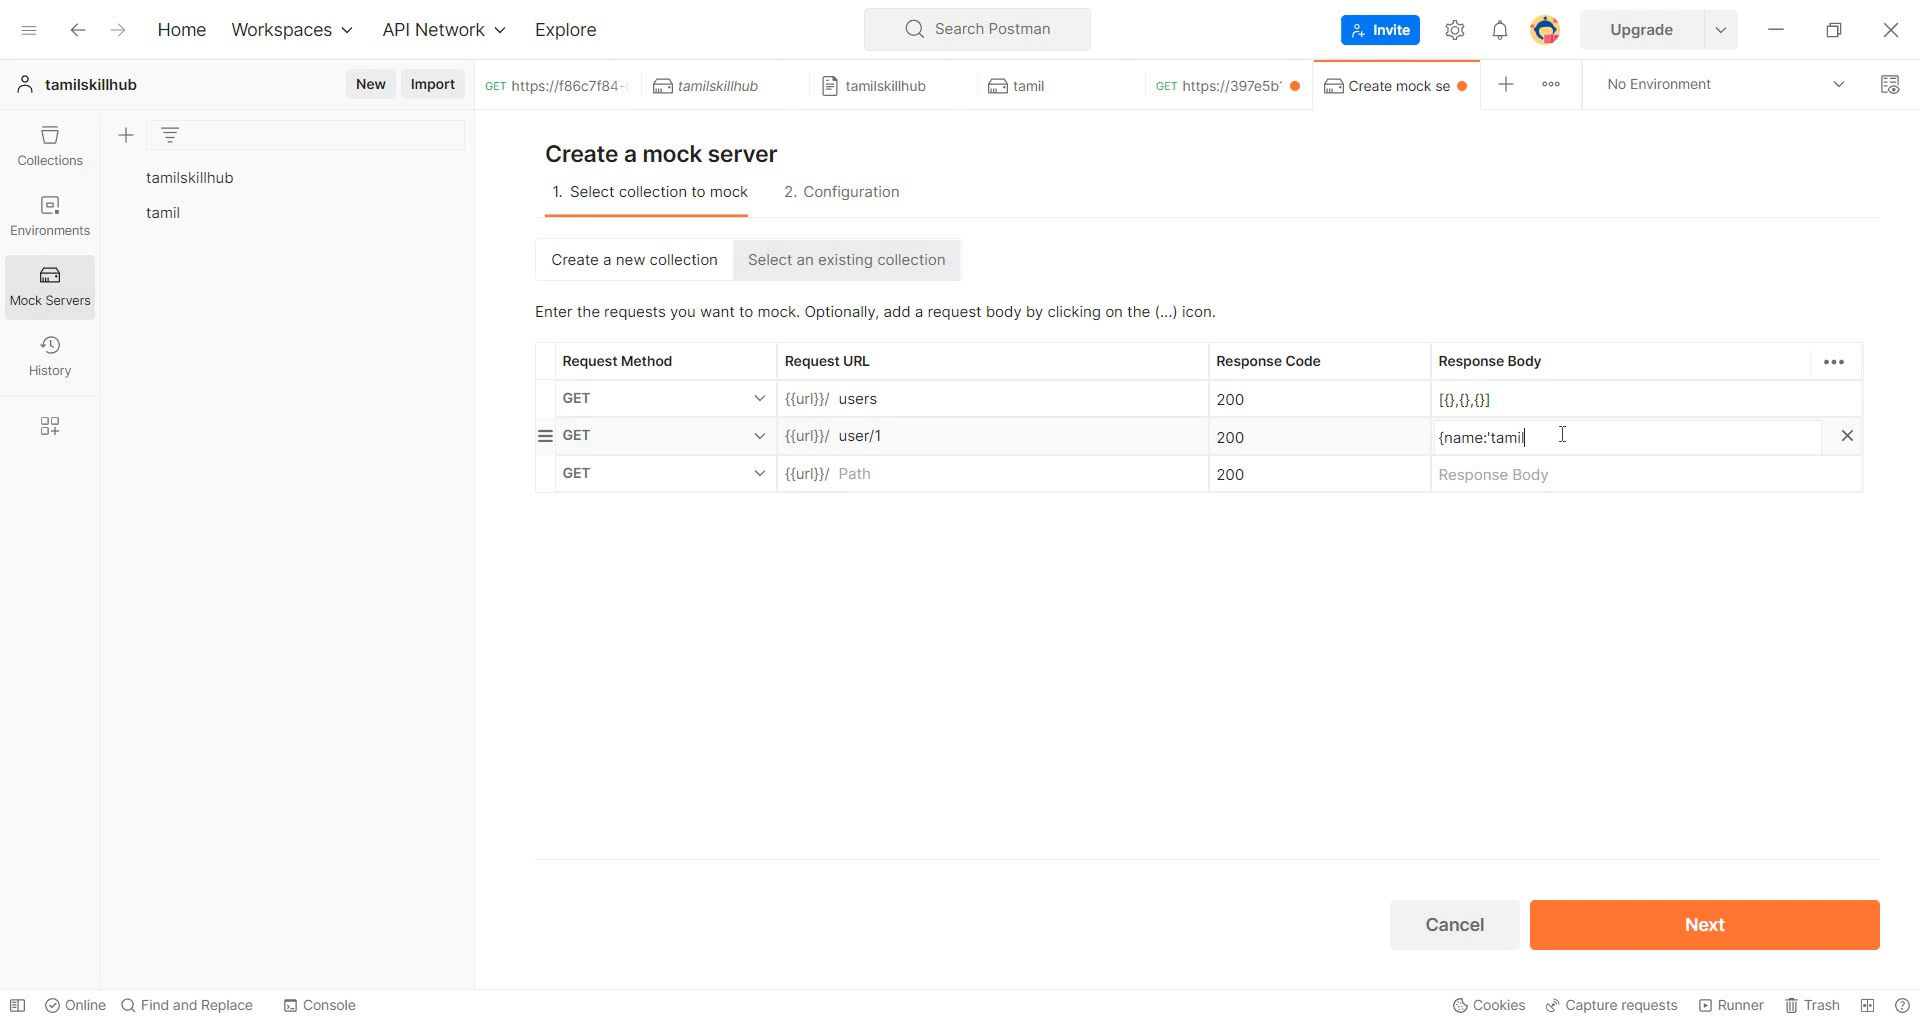 Home
Workspaces
API Network
Explore
Search Postman
Invite
Upgrade
tamilskillhub
New
Import
GET https://f86c7f84-
tamilskillhub
tamilskillhub
tamil
GET https://397e5b
Create mock se
No Environment
Collections
Environments
Mock Servers
History
tamilskillhub
tamil
Create a mock server
1. Select collection to mock
2. Configuration
Create a new collection
Select an existing collection
Enter the requests you want to mock. Optionally, add a request body by clicking on the (...) icon.
Request Method Request URL Response Code Response Body
GET {{url}}/ users 200 [{},{},{}]
GET {{url}}/ user/1 200 {name:'tamil
GET {{url}}/ Path 200 Response Body
Cancel
Next
Online
Find and Replace
Console
Cookies
Capture requests
Runner
Trash